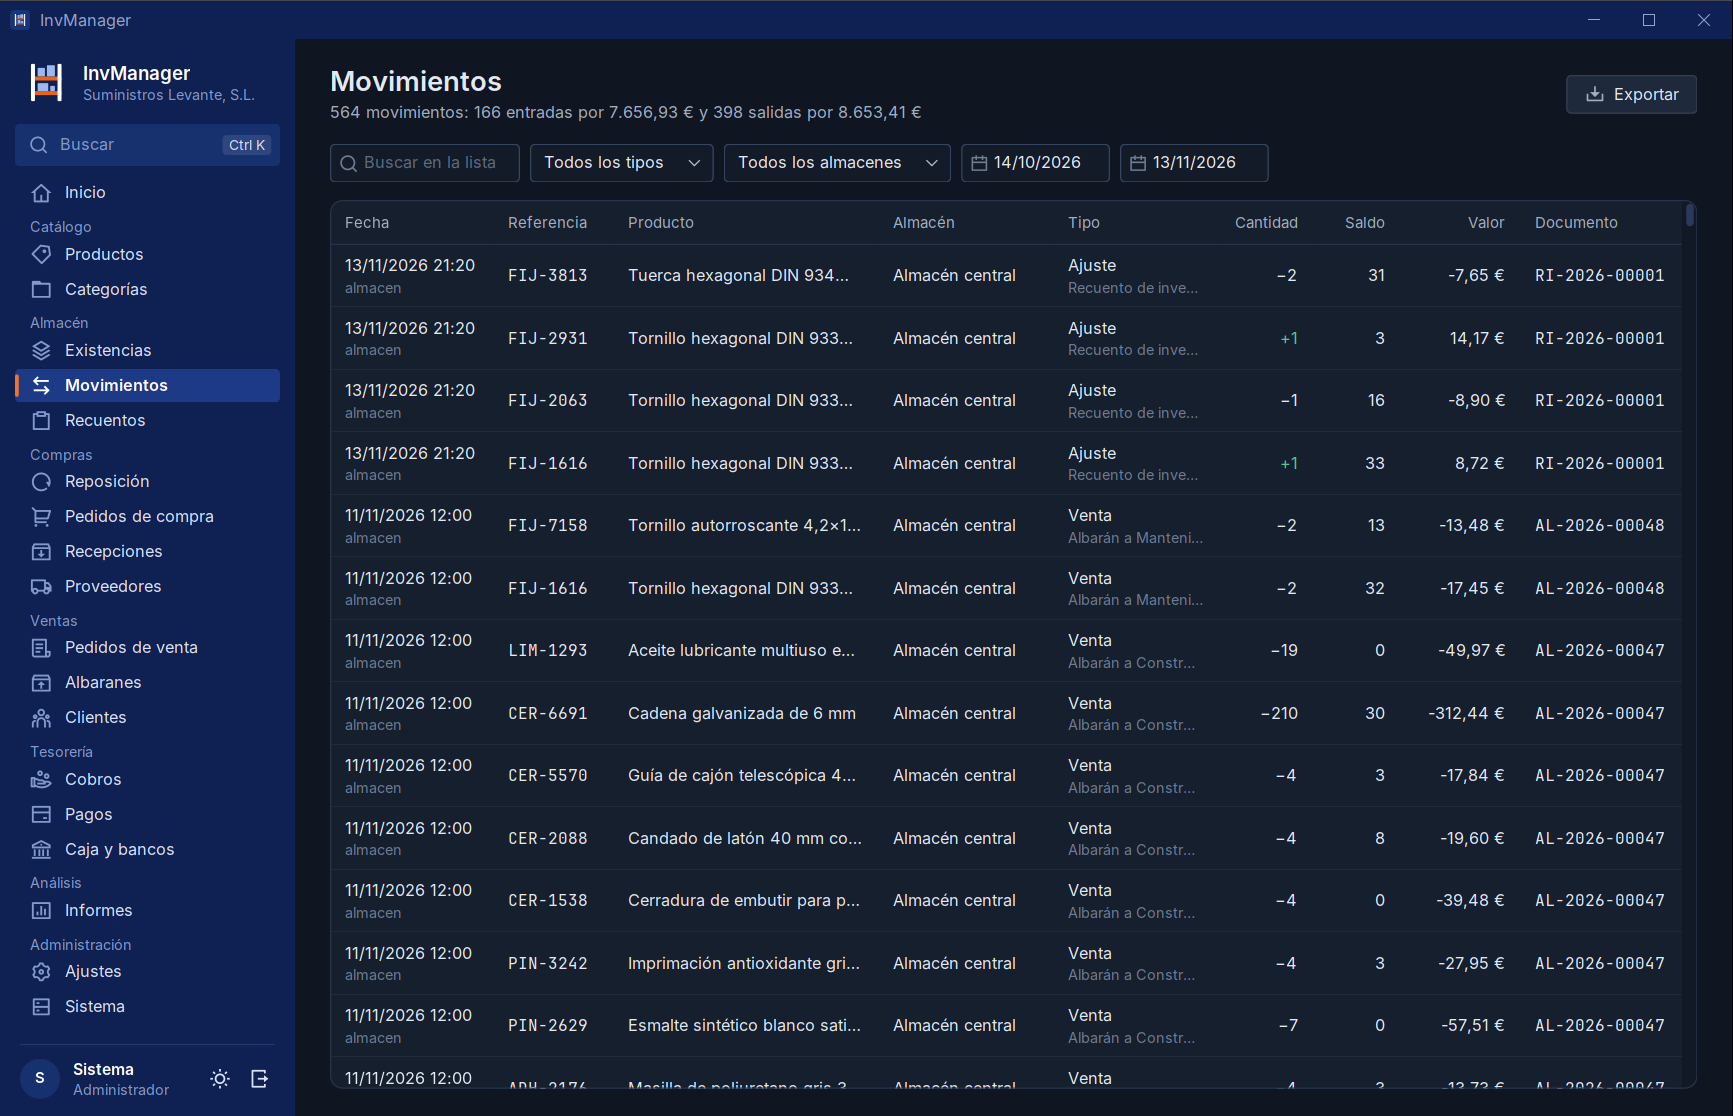 InvManager
InvManager
Suministros Levante, S.L.
Buscar
Ctrl K
Inicio
Catálogo
Productos
Categorías
Almacén
Existencias
Movimientos
Recuentos
Compras
Reposición
Pedidos de compra
Recepciones
Proveedores
Ventas
Pedidos de venta
Albaranes
Clientes
Tesorería
Cobros
Pagos
Caja y bancos
Análisis
Informes
Administración
Ajustes
Sistema
S
Sistema
Administrador
Movimientos
564 movimientos: 166 entradas por 7.656,93 € y 398 salidas por 8.653,41 €
Exportar
Buscar en la lista
Todos los tipos
Todos los almacenes
14/10/2026
13/11/2026
Fecha Referencia Producto Almacén Tipo Cantidad Saldo Valor Documento
13/11/2026 21:20 almacen FIJ-3813 Tuerca hexagonal DIN 934... Almacén central Ajuste Recuento de inve... −2 31 -7,65 € RI-2026-00001
13/11/2026 21:20 almacen FIJ-2931 Tornillo hexagonal DIN 933... Almacén central Ajuste Recuento de inve... +1 3 14,17 € RI-2026-00001
13/11/2026 21:20 almacen FIJ-2063 Tornillo hexagonal DIN 933... Almacén central Ajuste Recuento de inve... −1 16 -8,90 € RI-2026-00001
13/11/2026 21:20 almacen FIJ-1616 Tornillo hexagonal DIN 933... Almacén central Ajuste Recuento de inve... +1 33 8,72 € RI-2026-00001
11/11/2026 12:00 almacen FIJ-7158 Tornillo autorroscante 4,2×1... Almacén central Venta Albarán a Manteni... −2 13 -13,48 € AL-2026-00048
11/11/2026 12:00 almacen FIJ-1616 Tornillo hexagonal DIN 933... Almacén central Venta Albarán a Manteni... −2 32 -17,45 € AL-2026-00048
11/11/2026 12:00 almacen LIM-1293 Aceite lubricante multiuso e... Almacén central Venta Albarán a Constr... −19 0 -49,97 € AL-2026-00047
11/11/2026 12:00 almacen CER-6691 Cadena galvanizada de 6 mm Almacén central Venta Albarán a Constr... −210 30 -312,44 € AL-2026-00047
11/11/2026 12:00 almacen CER-5570 Guía de cajón telescópica 4... Almacén central Venta Albarán a Constr... −4 3 -17,84 € AL-2026-00047
11/11/2026 12:00 almacen CER-2088 Candado de latón 40 mm co... Almacén central Venta Albarán a Constr... −4 8 -19,60 € AL-2026-00047
11/11/2026 12:00 almacen CER-1538 Cerradura de embutir para p... Almacén central Venta Albarán a Constr... −4 0 -39,48 € AL-2026-00047
11/11/2026 12:00 almacen PIN-3242 Imprimación antioxidante gri... Almacén central Venta Albarán a Constr... −4 3 -27,95 € AL-2026-00047
11/11/2026 12:00 almacen PIN-2629 Esmalte sintético blanco sati... Almacén central Venta Albarán a Constr... −7 0 -57,51 € AL-2026-00047
11/11/2026 12:00 ADH-2176 Masilla de poliuretano gris 3... Almacén central Venta −4 3 -13,73 € AL-2026-00047